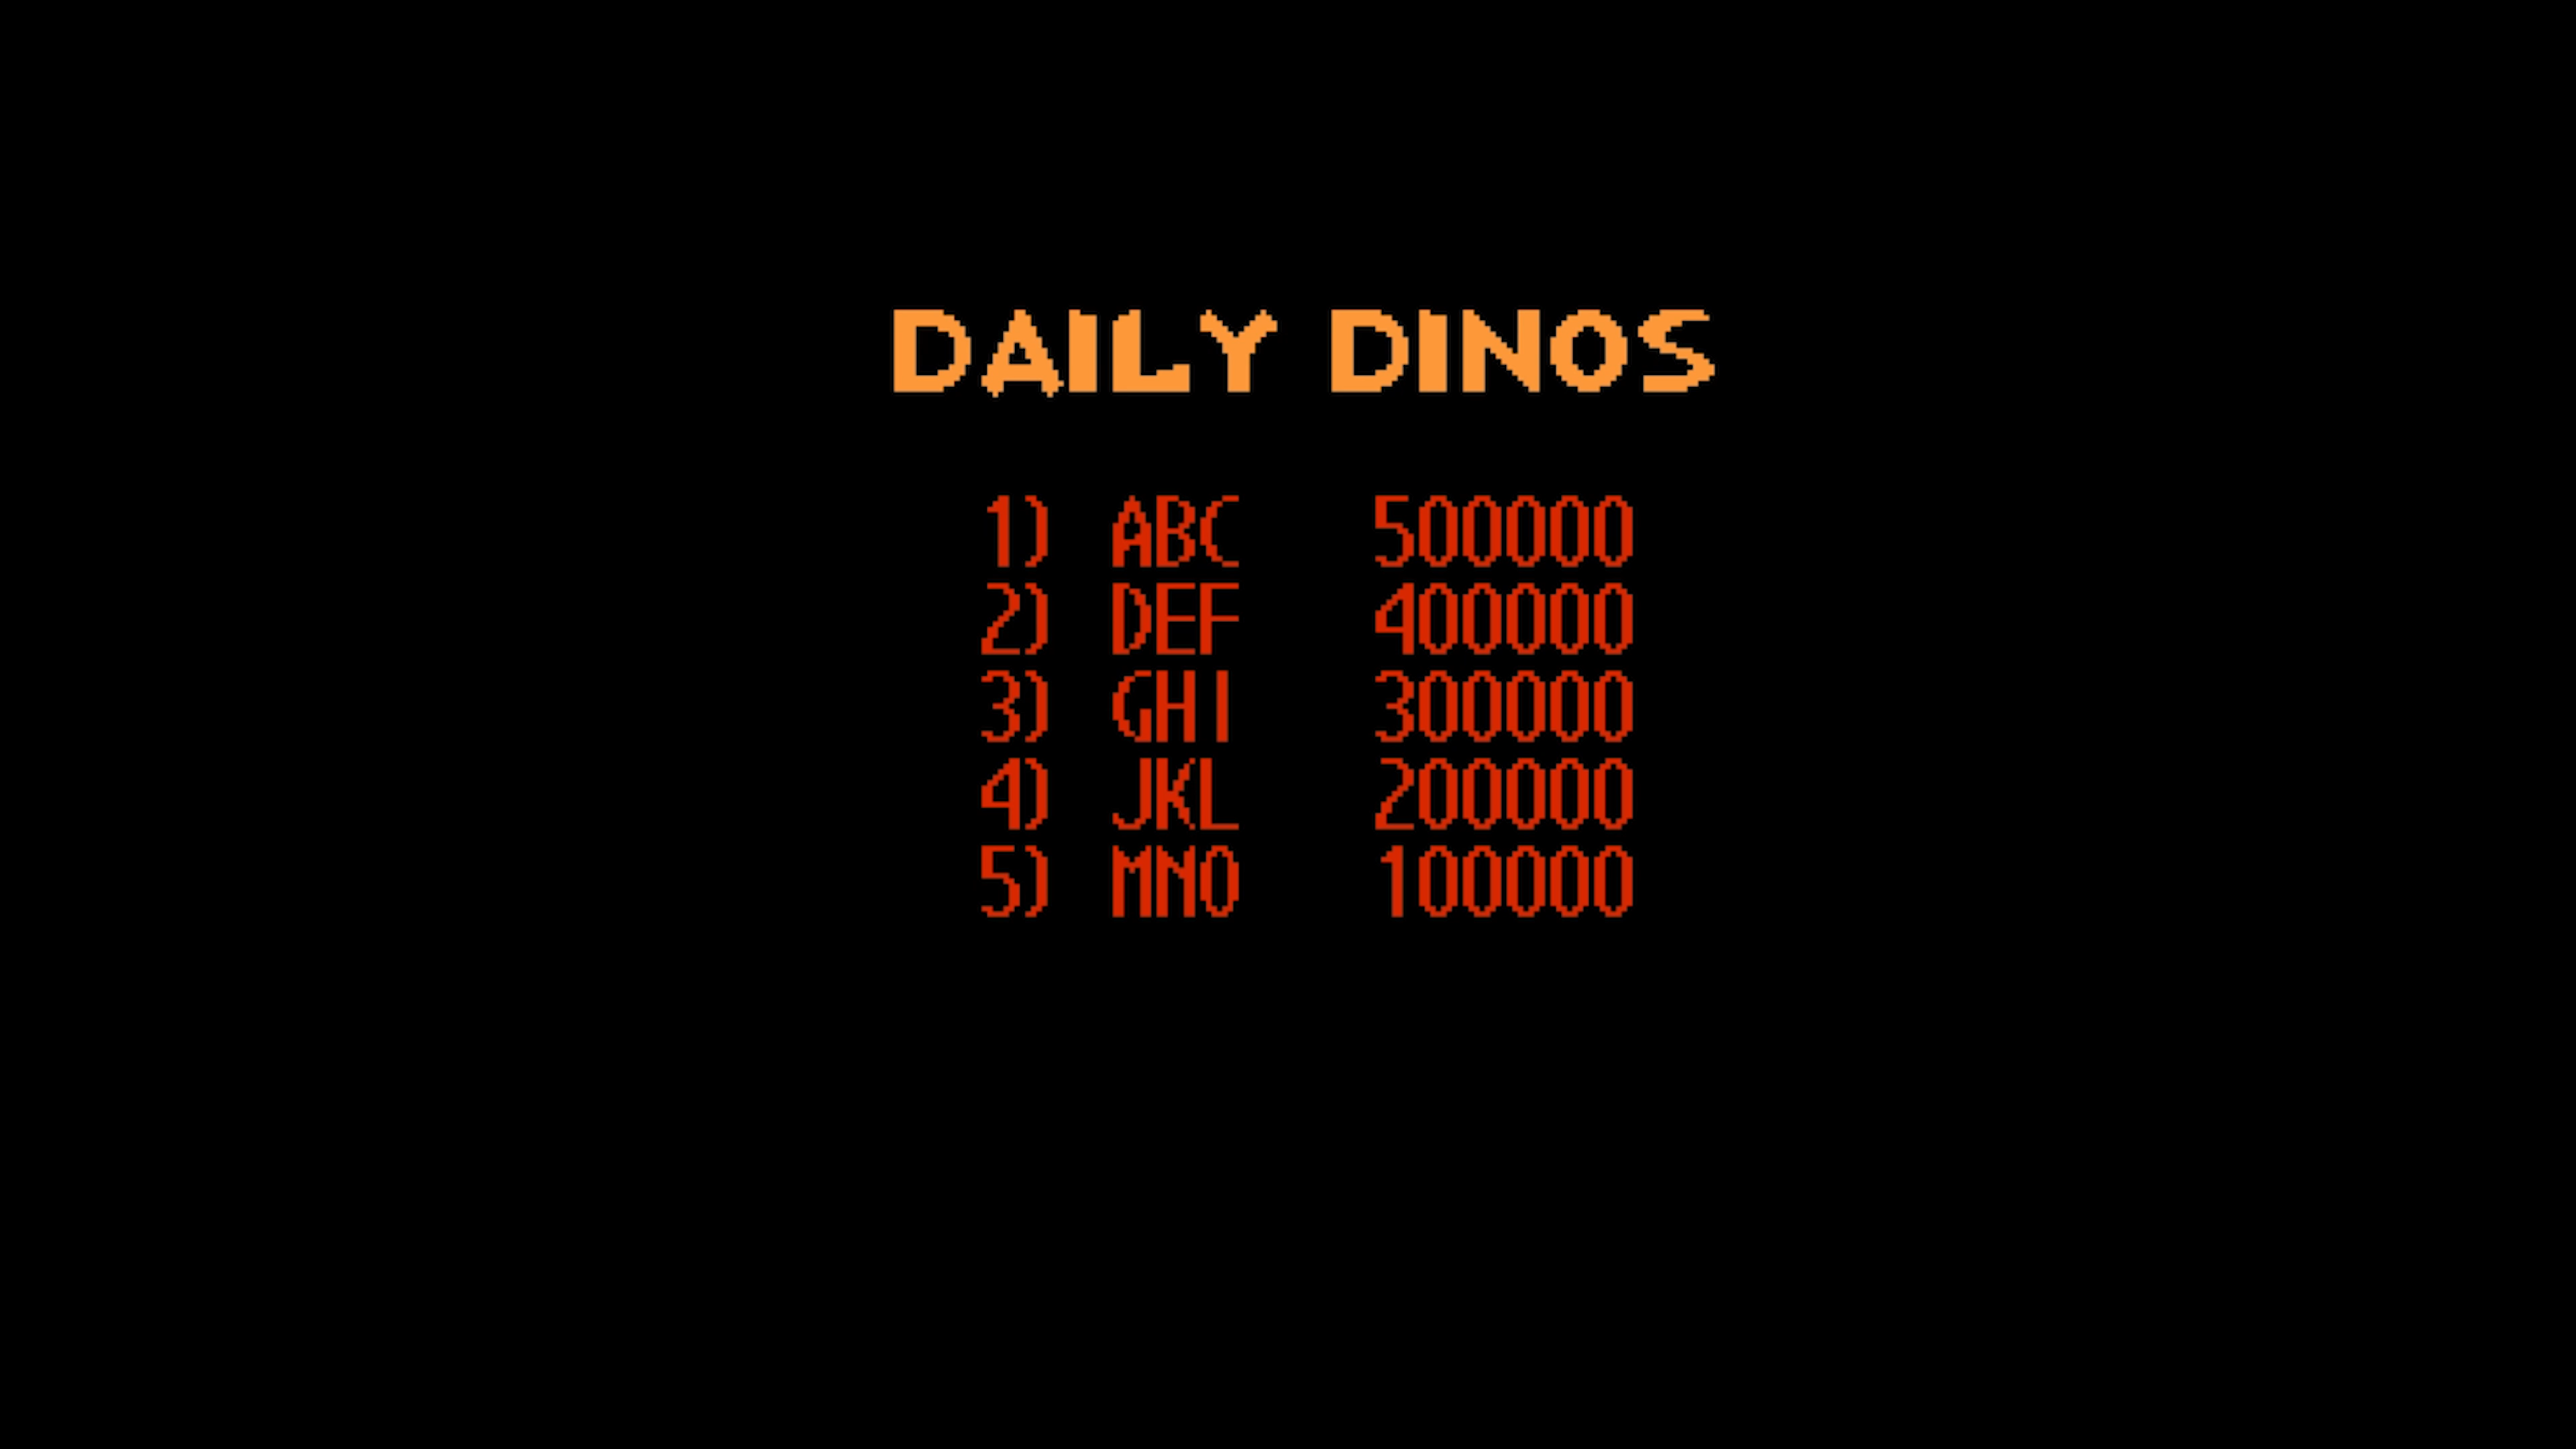 DAILY DINOS
1) ABC 500000
2) DEF 400000
3) GHI 300000
4) JKL 200000
5) MNO 100000